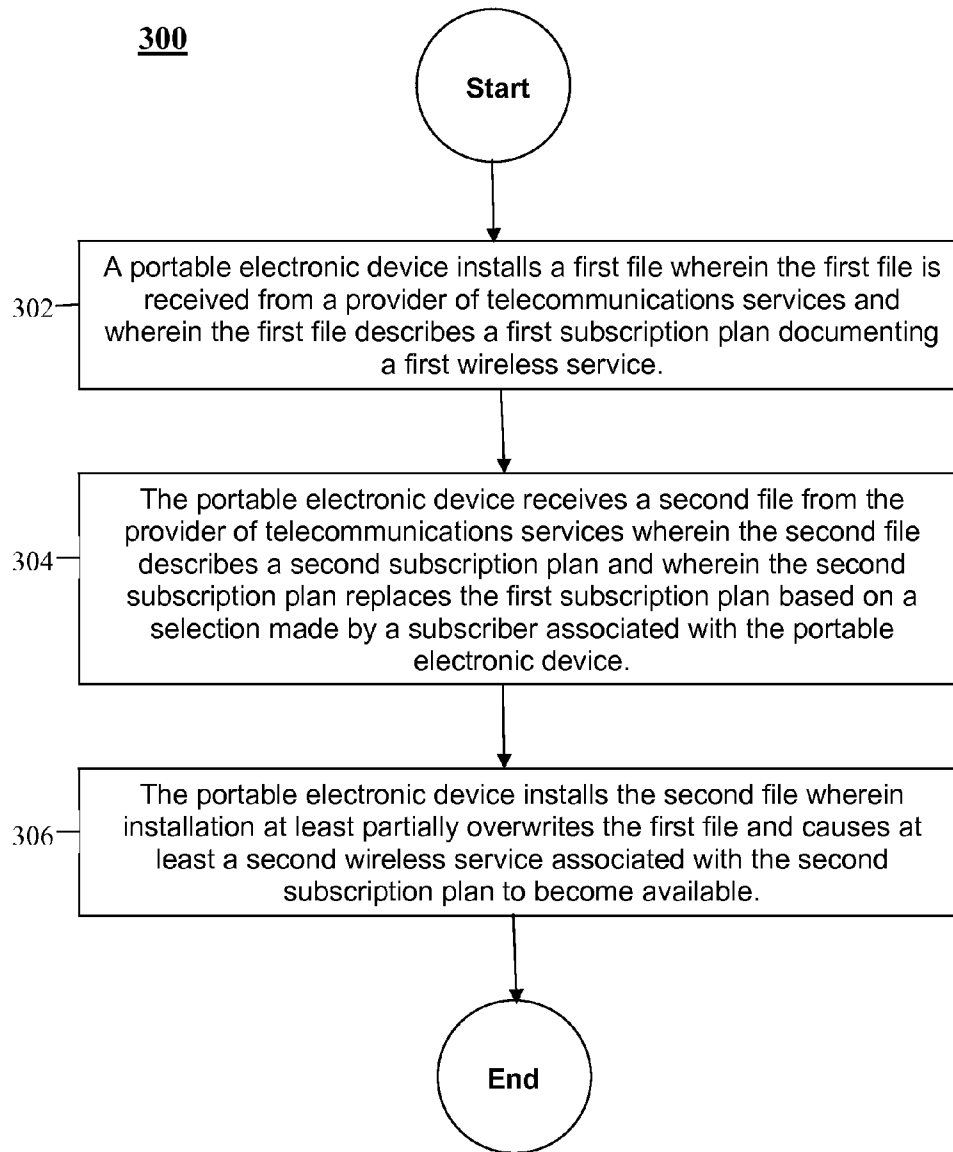 300
Start
302
A portable electronic device installs a first file wherein the first file is
received from a provider of telecommunications services and
wherein the first file describes a first subscription plan documenting
a first wireless service.
304
The portable electronic device receives a second file from the
provider of telecommunications services wherein the second file
describes a second subscription plan and wherein the second
subscription plan replaces the first subscription plan based on a
selection made by a subscriber associated with the portable
electronic device.
306
The portable electronic device installs the second file wherein
installation at least partially overwrites the first file and causes at
least a second wireless service associated with the second
subscription plan to become available.
End